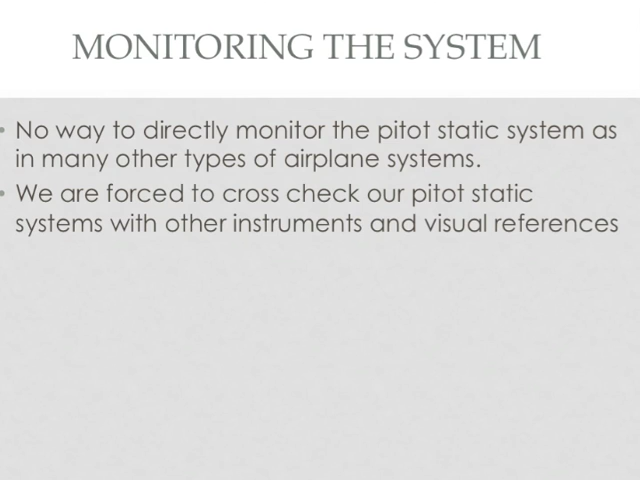 MONITORING THE SYSTEM
• No way to directly monitor the pitot static system as
in many other types of airplane systems.
• We are forced to cross check our pitot static
systems with other instruments and visual references